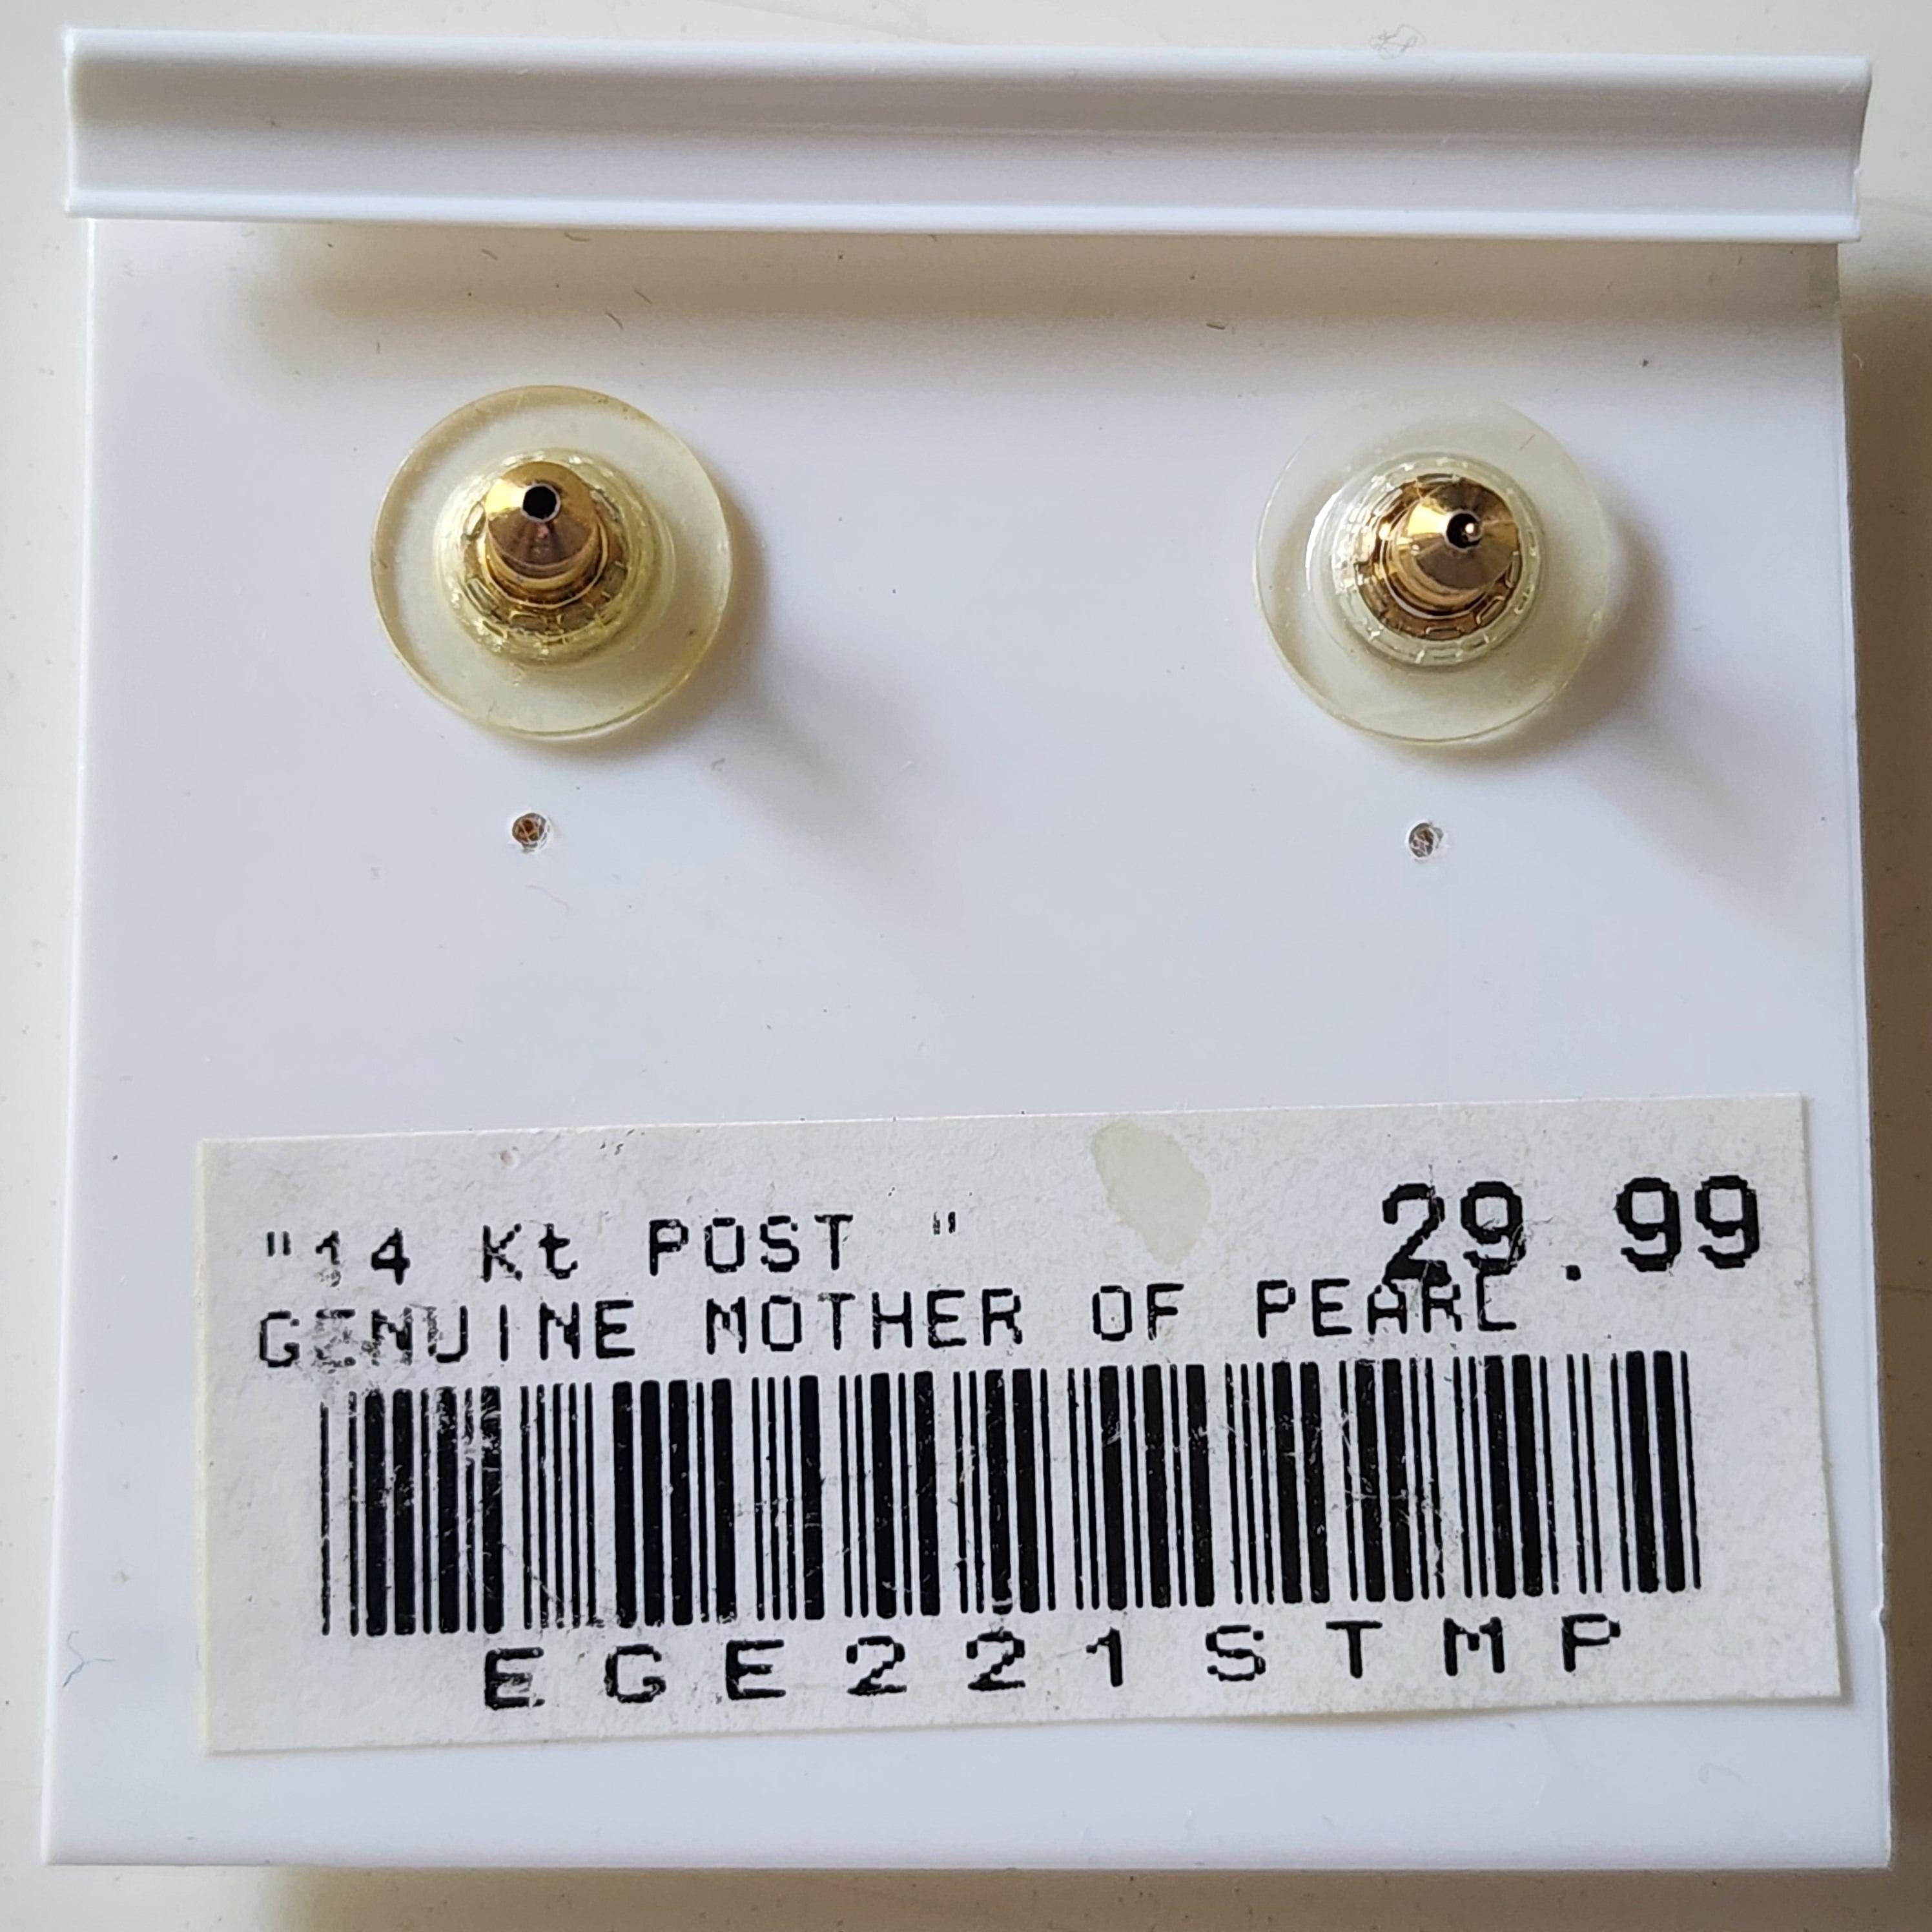 "14 Kt POST "
29.99
GENUINE MOTHER OF PEARL
EGE221STMP